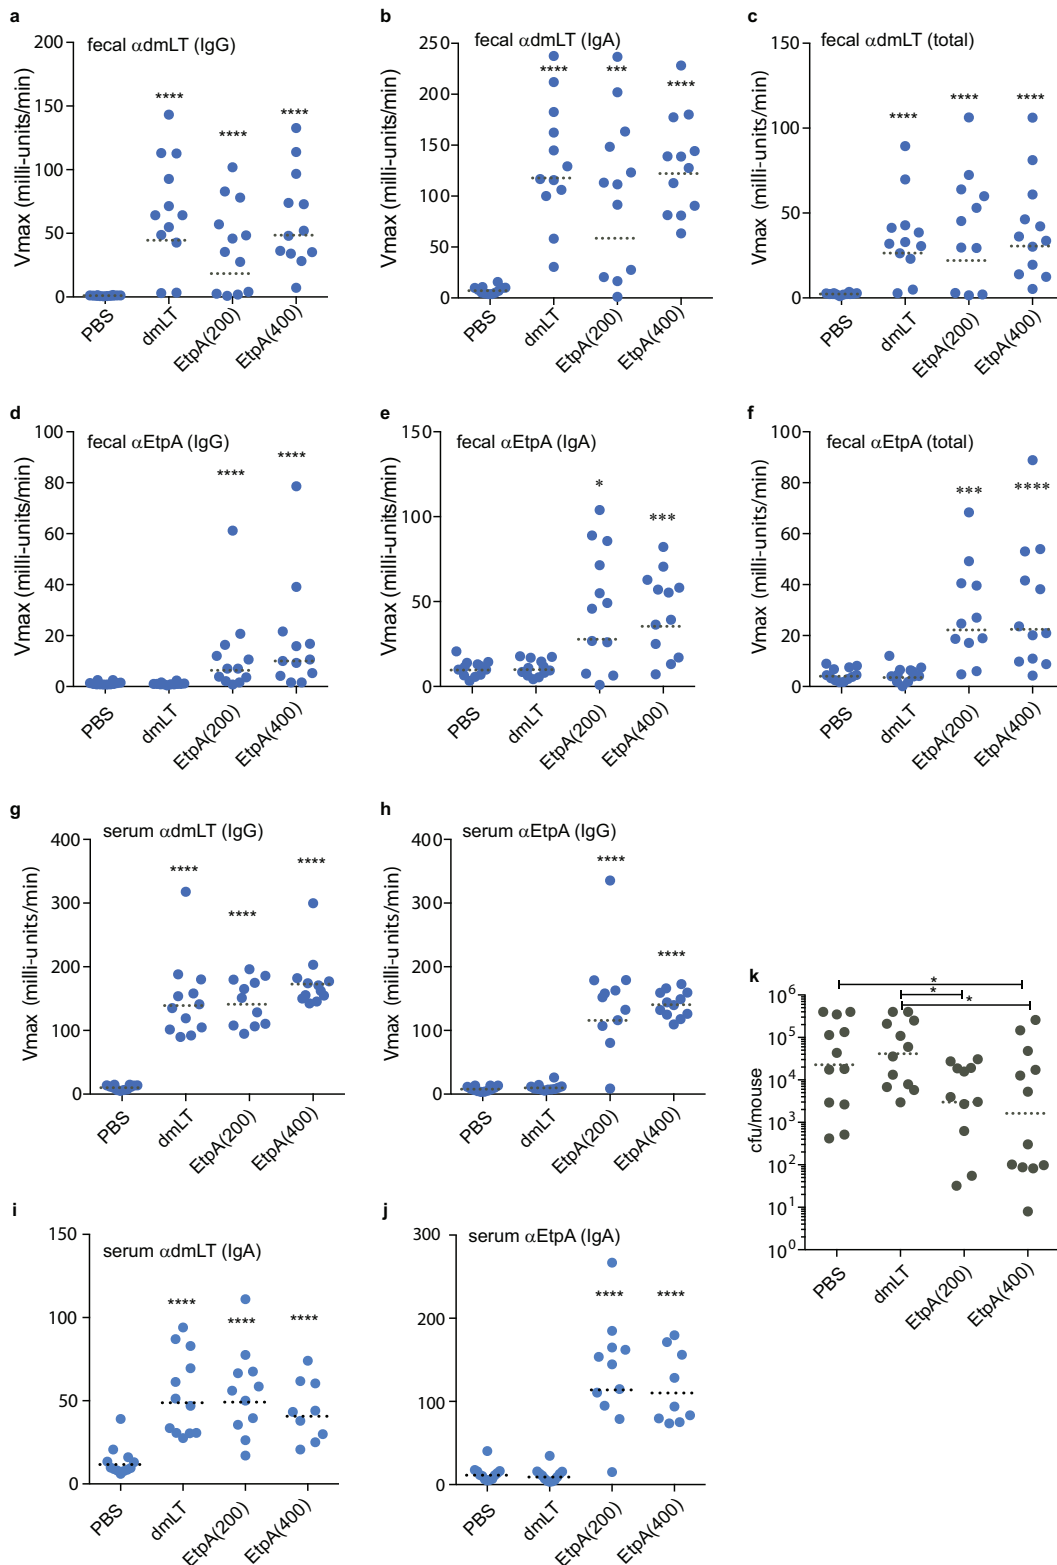 a
fecal αdmLT (IgG)
Vmax (milli-units/min)
200
150
100
50
0
****
****
****
PBS
dmLT
EtpA(200)
EtpA(400)
b
fecal αdmLT (IgA)
Vmax (milli-units/min)
250
200
150
100
50
0
****
***
****
PBS
dmLT
EtpA(200)
EtpA(400)
c
fecal αdmLT (total)
Vmax (milli-units/min)
150
100
50
0
****
****
****
PBS
dmLT
EtpA(200)
EtpA(400)
d
fecal αEtpA (IgG)
Vmax (milli-units/min)
100
80
60
40
20
0
****
****
PBS
dmLT
EtpA(200)
EtpA(400)
e
fecal αEtpA (IgA)
Vmax (milli-units/min)
150
100
50
0
*
***
PBS
dmLT
EtpA(200)
EtpA(400)
f
fecal αEtpA (total)
Vmax (milli-units/min)
100
80
60
40
20
0
***
****
PBS
dmLT
EtpA(200)
EtpA(400)
g
serum αdmLT (IgG)
Vmax (milli-units/min)
400
300
200
100
0
****
****
****
PBS
dmLT
EtpA(200)
EtpA(400)
h
serum αEtpA (IgG)
Vmax (milli-units/min)
400
300
200
100
0
****
****
PBS
dmLT
EtpA(200)
EtpA(400)
i
serum αdmLT (IgA)
150
100
50
0
****
****
****
PBS
dmLT
EtpA(200)
EtpA(400)
j
serum αEtpA (IgA)
300
200
100
0
****
****
PBS
dmLT
EtpA(200)
EtpA(400)
k
cfu/mouse
10⁶
10⁵
10⁴
10³
10²
10¹
10⁰
*
*
*
PBS
dmLT
EtpA(200)
EtpA(400)